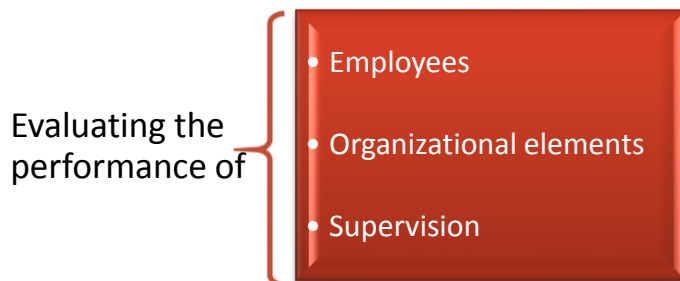 Evaluating the
performance of
• Employees
• Organizational elements
• Supervision